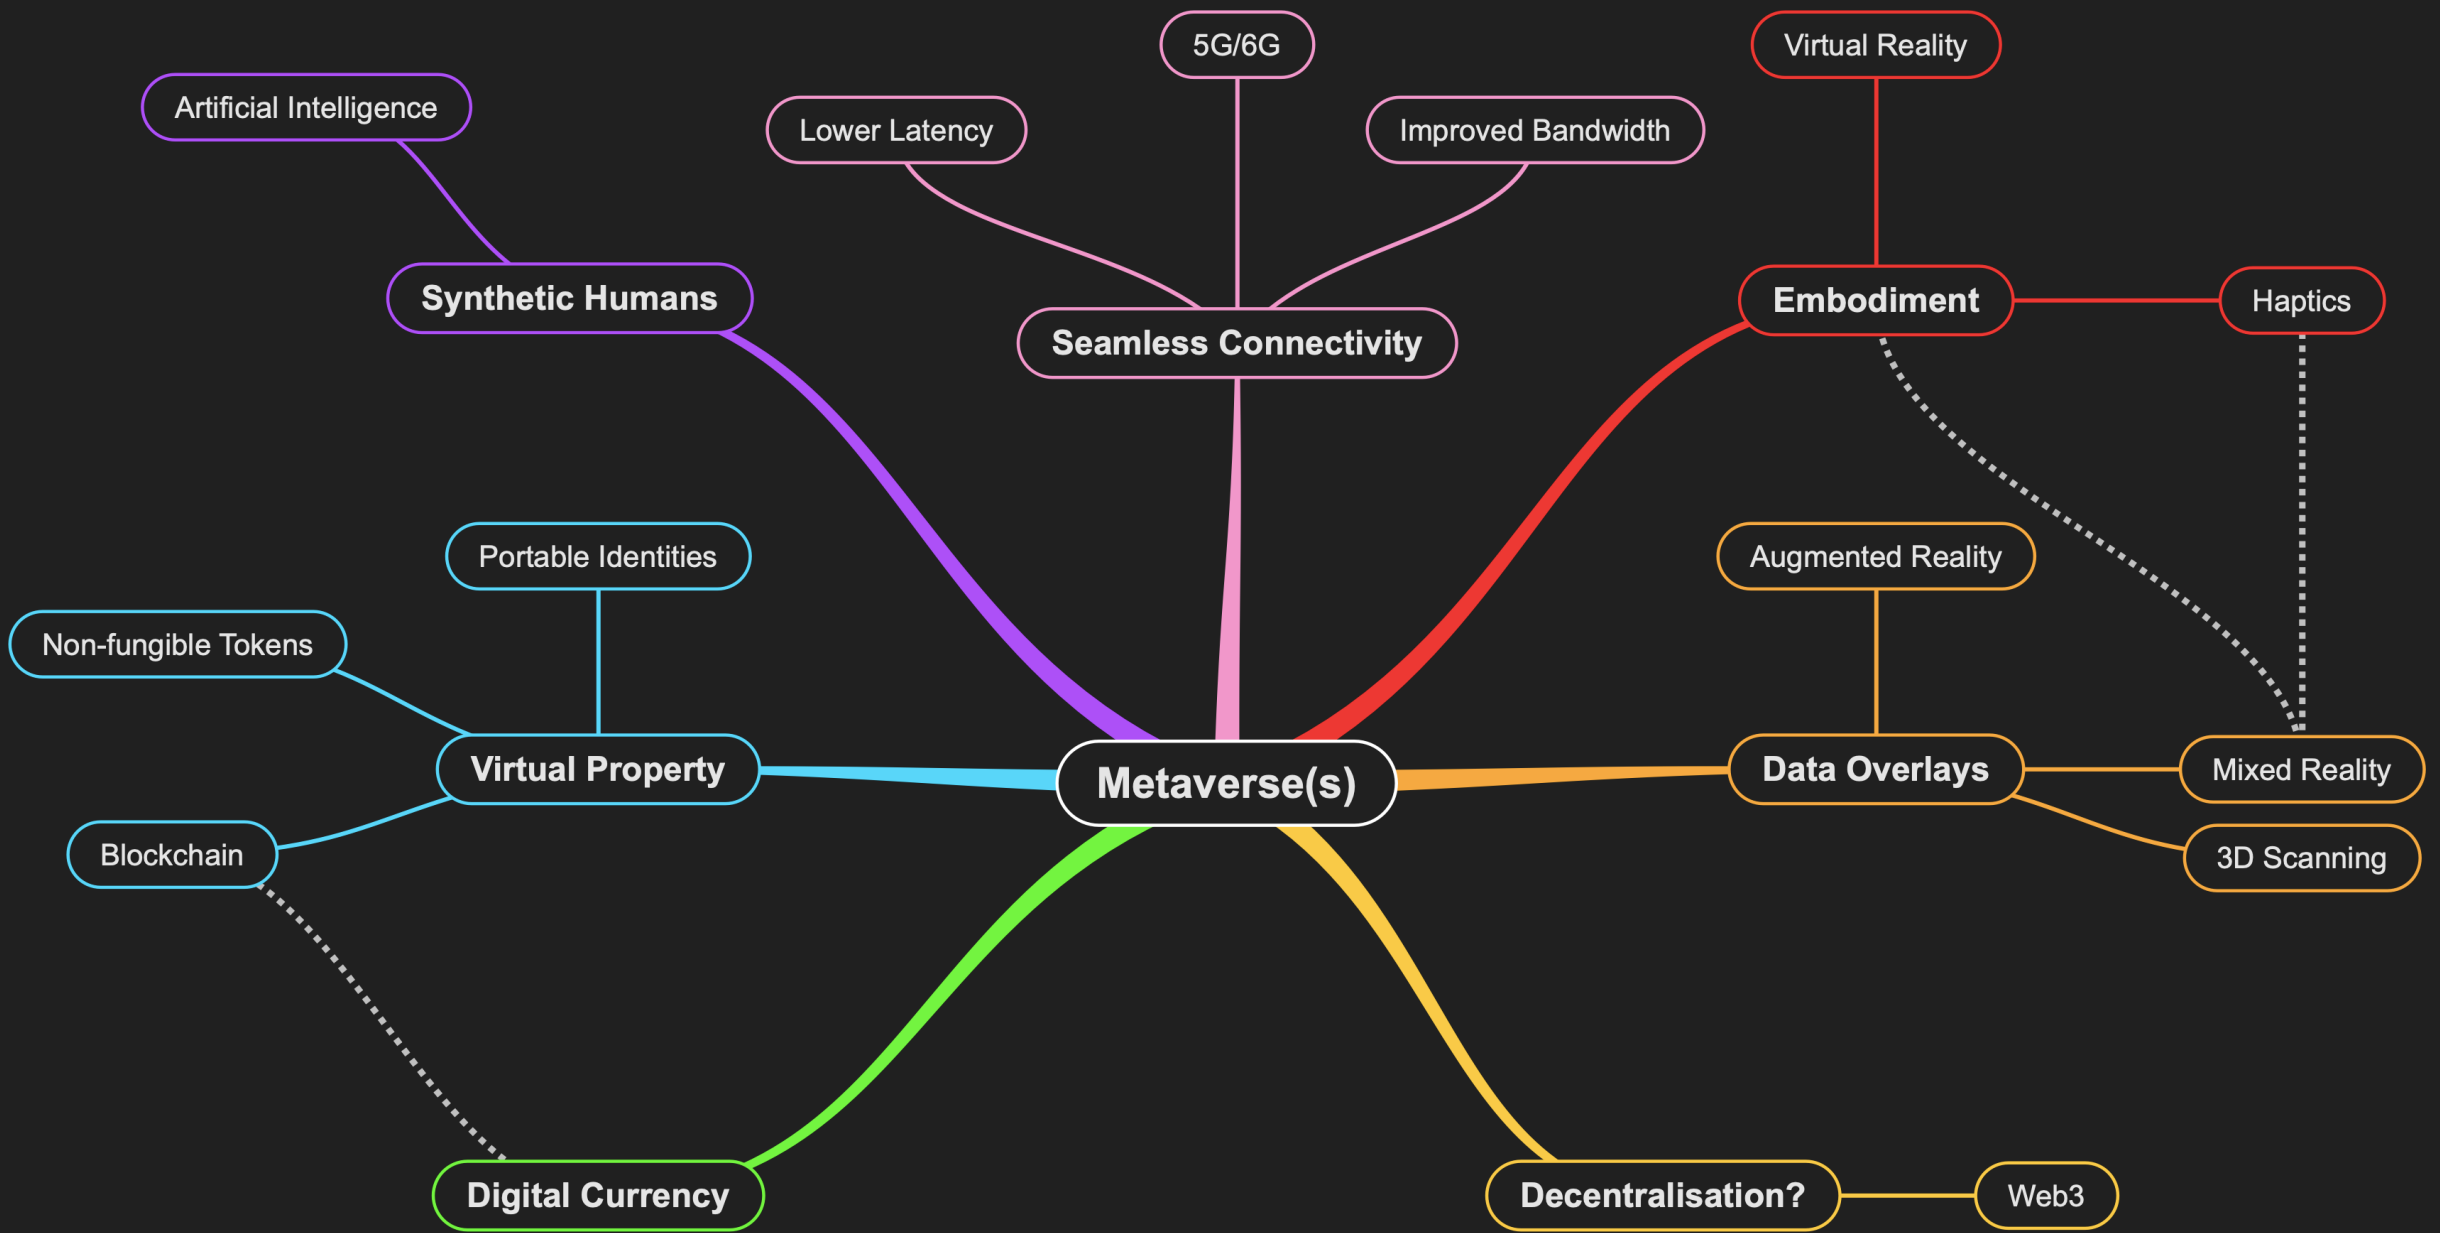 5G/6G
Virtual Reality
Artificial Intelligence
Lower Latency
Improved Bandwidth
Synthetic Humans
Embodiment
Haptics
Seamless Connectivity
Portable Identities
Augmented Reality
Non-fungible Tokens
Virtual Property
Metaverse(s)
Data Overlays
Mixed Reality
Blockchain
3D Scanning
Digital Currency
Decentralisation?
Web3